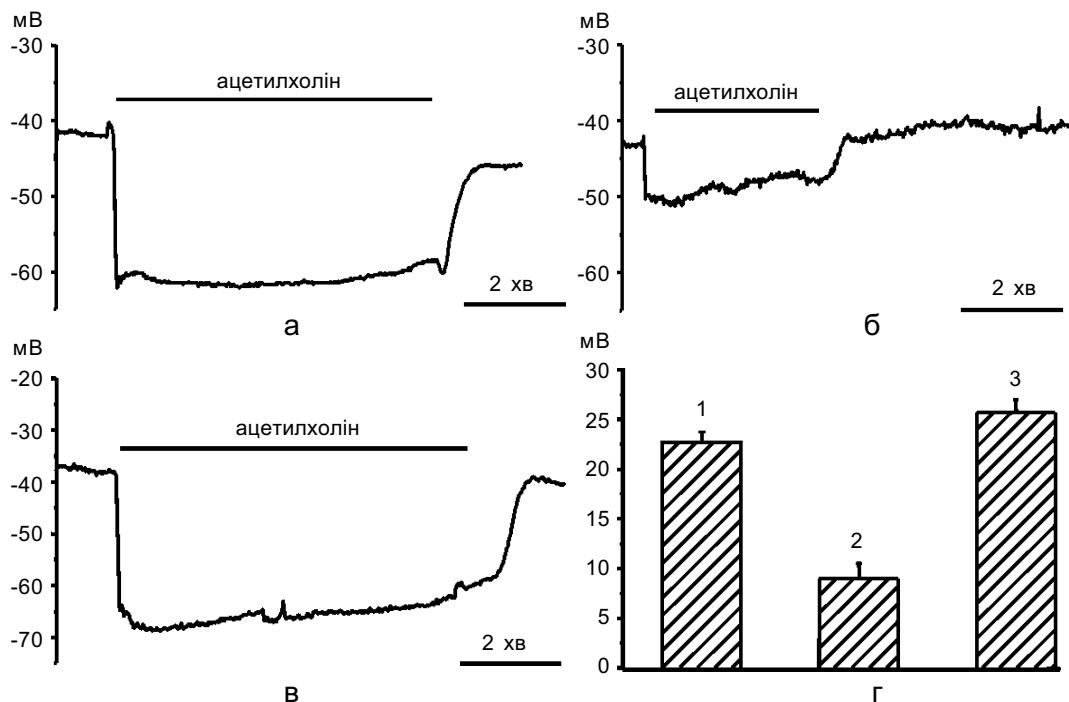 мВ
-30
-40
-50
-60
ацетилхолін
2 хв
а
мВ
-30
-40
-50
-60
ацетилхолін
2 хв
б
мВ
-20
-30
-40
-50
-60
-70
ацетилхолін
2 хв
в
мВ
30
25
20
15
10
5
0
1
2
3
г